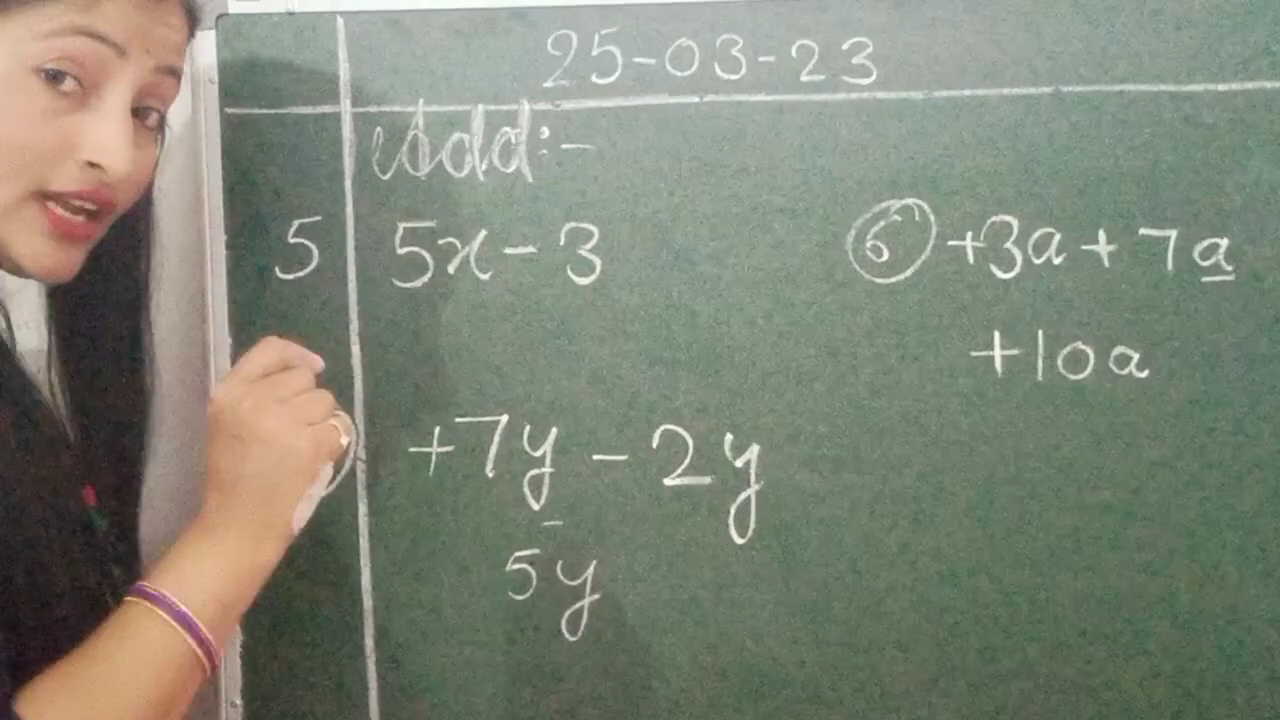 25-03-23
Add:-
5 5x - 3
+7y - 2y
5y
6 +3a + 7a
+10a